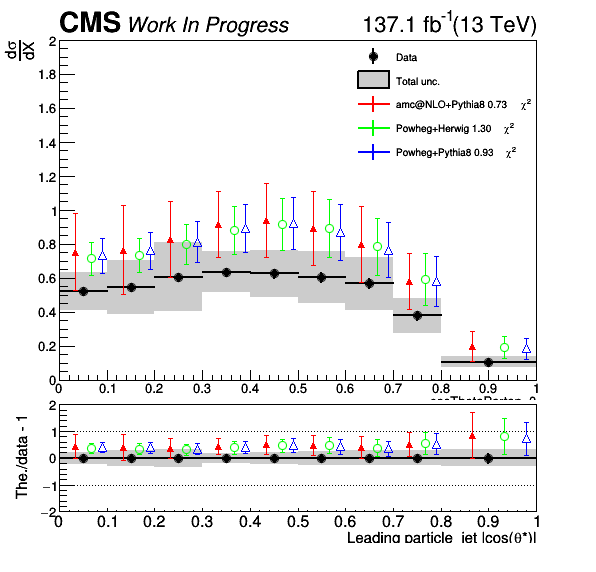 CMS Work In Progress 137.1 fb⁻¹(13 TeV)
dσ
dX
Data
Total unc.
amc@NLO+Pythia8 0.73 χ²
Powheg+Herwig 1.30 χ²
Powheg+Pythia8 0.93 χ²
2
1.8
1.6
1.4
1.2
1
0.8
0.6
0.4
0.2
0
0 0.1 0.2 0.3 0.4 0.5 0.6 0.7 0.8 0.9 1
The./data - 1
2
1
0
−1
−2
0 0.1 0.2 0.3 0.4 0.5 0.6 0.7 0.8 0.9 1
Leading particle_jet |cos(θ*)|